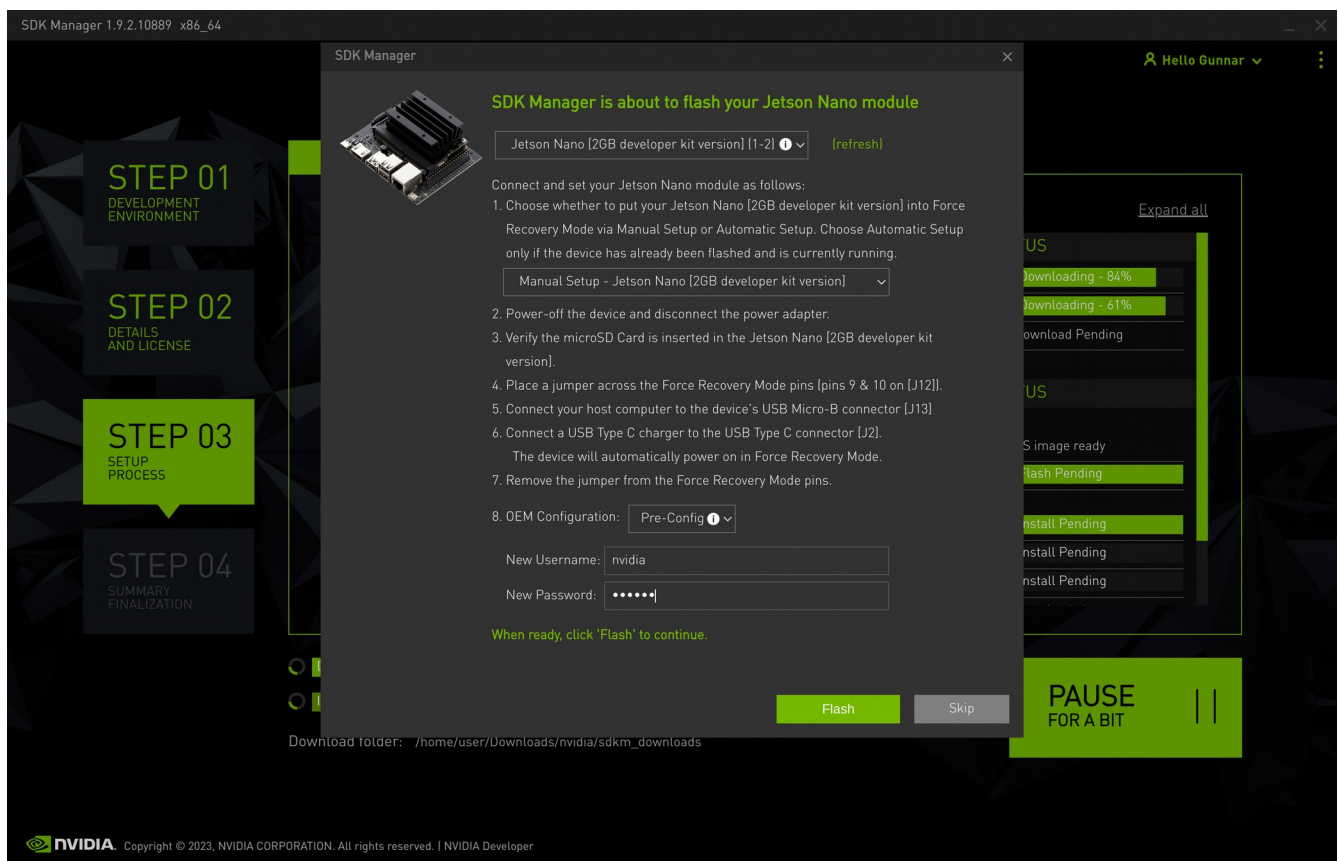 SDK Manager 1.9.2.10889 x86_64
SDK Manager
Hello Gunnar
SDK Manager is about to flash your Jetson Nano module
Jetson Nano [2GB developer kit version] (1-2)
(refresh)
Connect and set your Jetson Nano module as follows:
1. Choose whether to put your Jetson Nano [2GB developer kit version] into Force
Recovery Mode via Manual Setup or Automatic Setup. Choose Automatic Setup
only if the device has already been flashed and is currently running.
Manual Setup - Jetson Nano [2GB developer kit version]
2. Power-off the device and disconnect the power adapter.
3. Verify the microSD Card is inserted in the Jetson Nano [2GB developer kit
version].
4. Place a jumper across the Force Recovery Mode pins (pins 9 & 10 on [J12]).
5. Connect your host computer to the device's USB Micro-B connector [J13]
6. Connect a USB Type C charger to the USB Type C connector [J2].
The device will automatically power on in Force Recovery Mode.
7. Remove the jumper from the Force Recovery Mode pins.
8. OEM Configuration: Pre-Config
New Username: nvidia
New Password: ••••••
When ready, click 'Flash' to continue.
Flash
Skip
STEP 01
DEVELOPMENT
ENVIRONMENT
STEP 02
DETAILS
AND LICENSE
STEP 03
SETUP
PROCESS
STEP 04
SUMMARY
FINALIZATION
Expand all
TUS
Downloading - 84%
Downloading - 61%
ownload Pending
TUS
S image ready
Flash Pending
nstall Pending
nstall Pending
nstall Pending
PAUSE
FOR A BIT
Download folder: /home/user/Downloads/nvidia/sdkm_downloads
NVIDIA. Copyright © 2023, NVIDIA CORPORATION. All rights reserved. | NVIDIA Developer